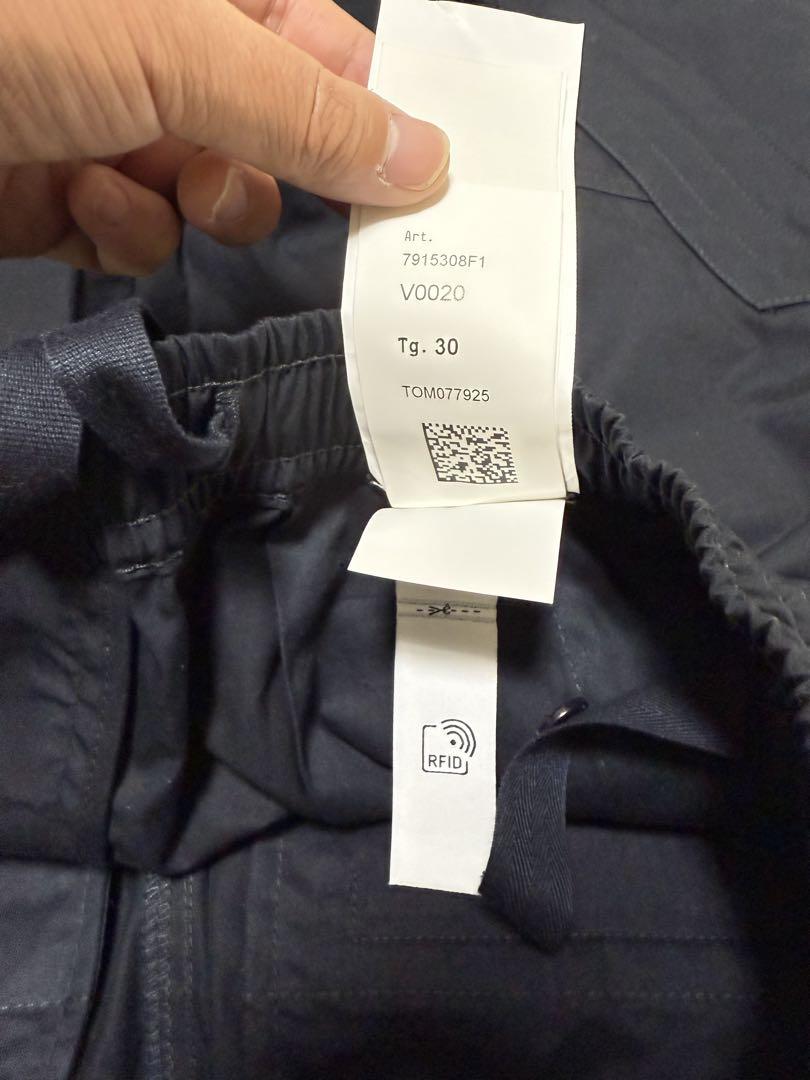 Art.
7915308F1
V0020
Tg. 30
TOM077925
RFID